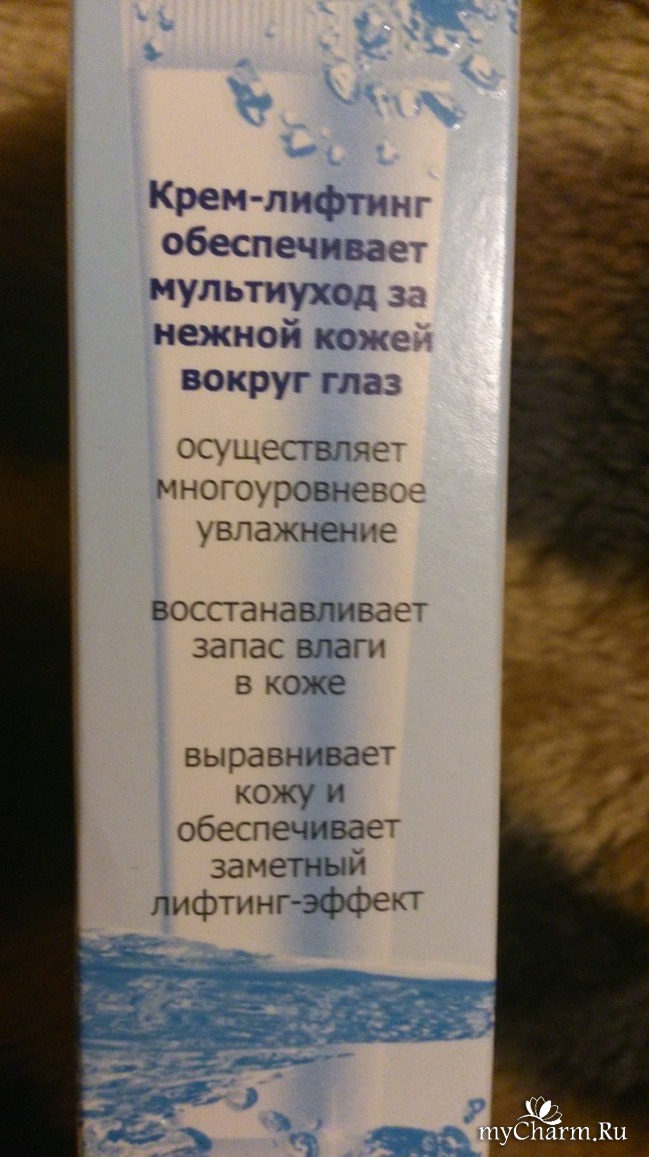 Крем-лифтинг
обеспечивает
мультиуход за
нежной кожей
вокруг глаз
осуществляет
многоуровневое
увлажнение
восстанавливает
запас влаги
в коже
выравнивает
кожу и
обеспечивает
заметный
лифтинг-эффект
myCharm.Ru